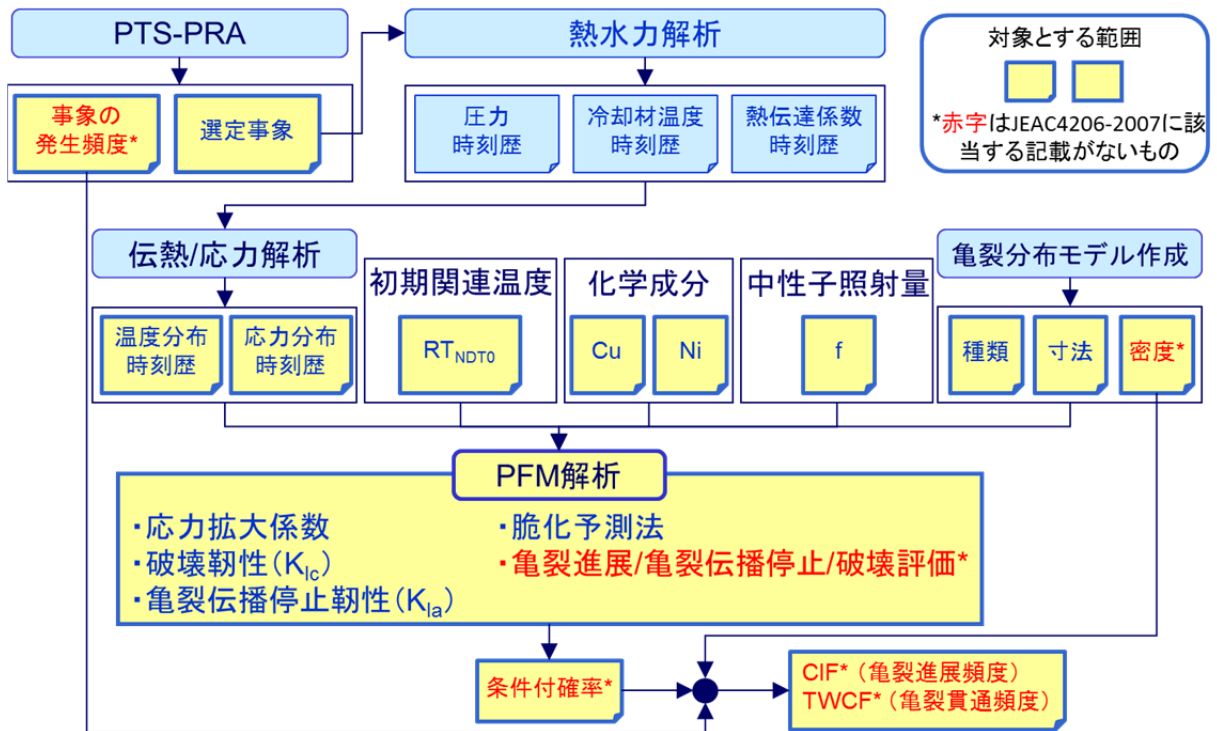 PTS-PRA
熱水力解析
対象とする範囲
*赤字はJEAC4206-2007に該
当する記載がないもの
事象の
発生頻度*
選定事象
圧力
時刻歴
冷却材温度
時刻歴
熱伝達係数
時刻歴
伝熱/応力解析
初期関連温度
化学成分
中性子照射量
亀裂分布モデル作成
温度分布
時刻歴
応力分布
時刻歴
RTNDT0
Cu
Ni
f
種類
寸法
密度*
PFM解析
・応力拡大係数
・破壊靭性(KIc)
・亀裂伝播停止靭性(KIa)
・脆化予測法
・亀裂進展/亀裂伝播停止/破壊評価*
条件付確率*
CIF* (亀裂進展頻度)
TWCF* (亀裂貫通頻度)